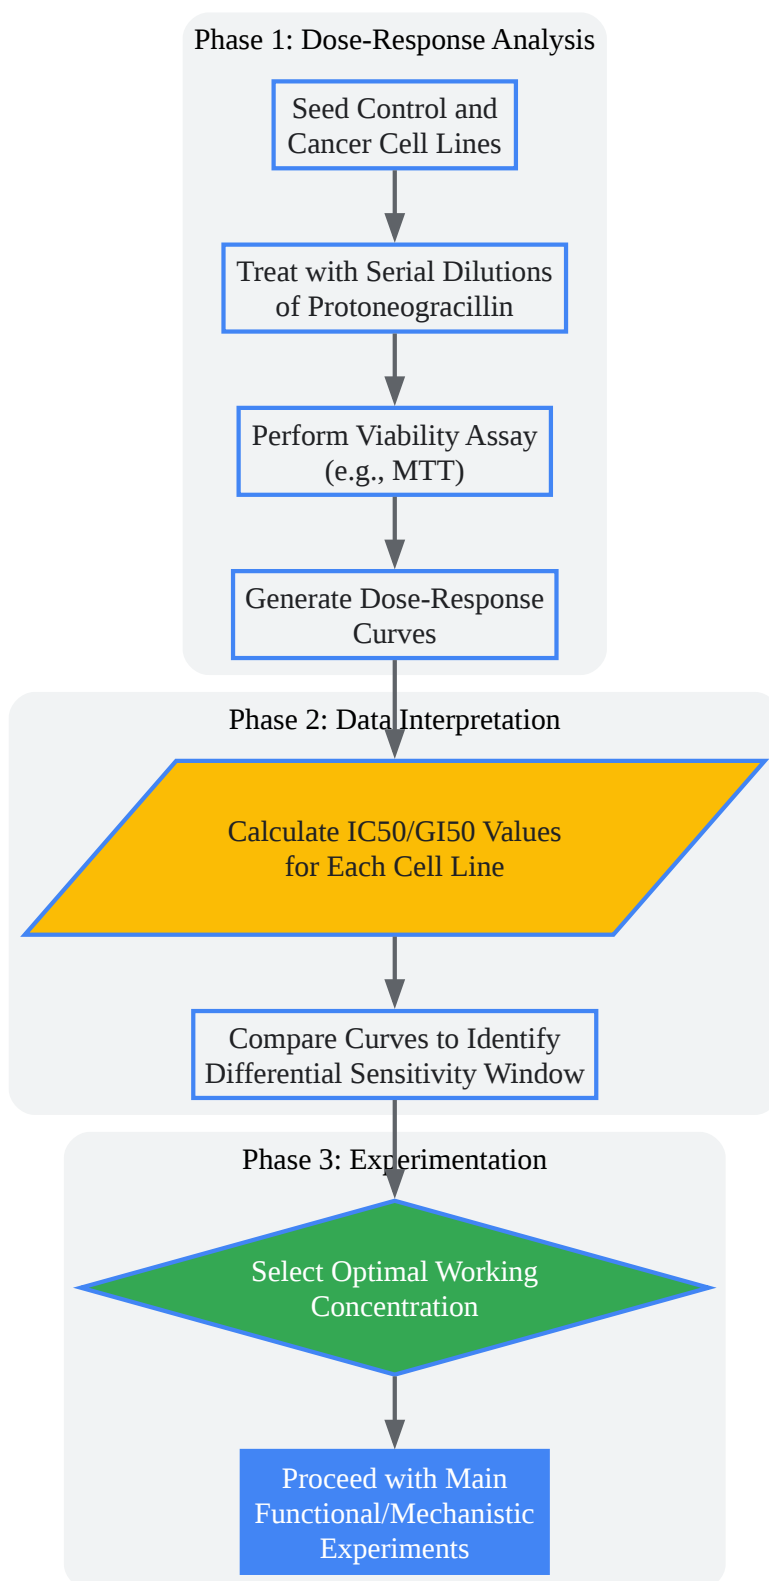 Phase 1: Dose-Response Analysis
Seed Control and
Cancer Cell Lines
Treat with Serial Dilutions
of Protoneogracillin
Perform Viability Assay
(e.g., MTT)
Generate Dose-Response
Curves
Phase 2: Data Interpretation
Calculate IC50/GI50 Values
for Each Cell Line
Compare Curves to Identify
Differential Sensitivity Window
Phase 3: Experimentation
Select Optimal Working
Concentration
Proceed with Main
Functional/Mechanistic
Experiments